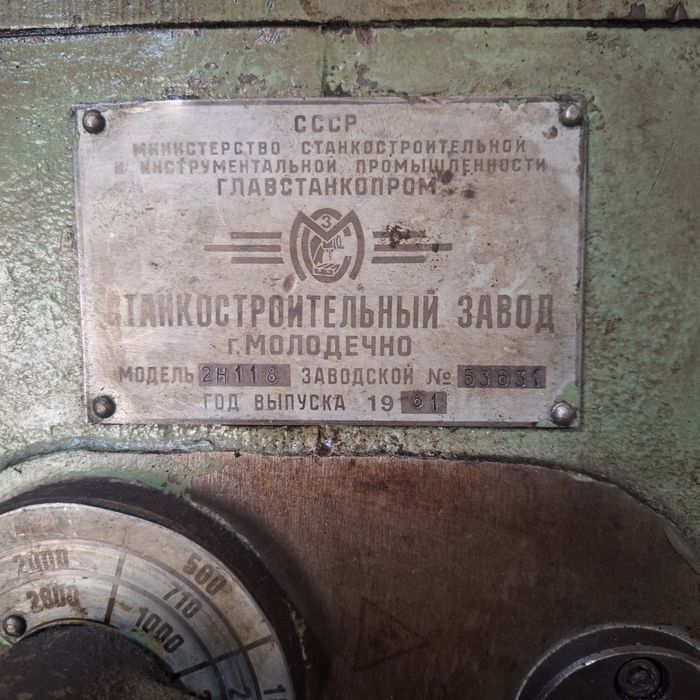 СССР
МИНИСТЕРСТВО СТАНКОСТРОИТЕЛЬНОЙ
И ИНСТРУМЕНТАЛЬНОЙ ПРОМЫШЛЕННОСТИ
ГЛАВСТАНКОПРОМ
СТАНКОСТРОИТЕЛЬНЫЙ ЗАВОД
г. МОЛОДЕЧНО
МОДЕЛЬ 2Н118 ЗАВОДСКОЙ № 53631
ГОД ВЫПУСКА 1981
2000 500
2800 710
1000